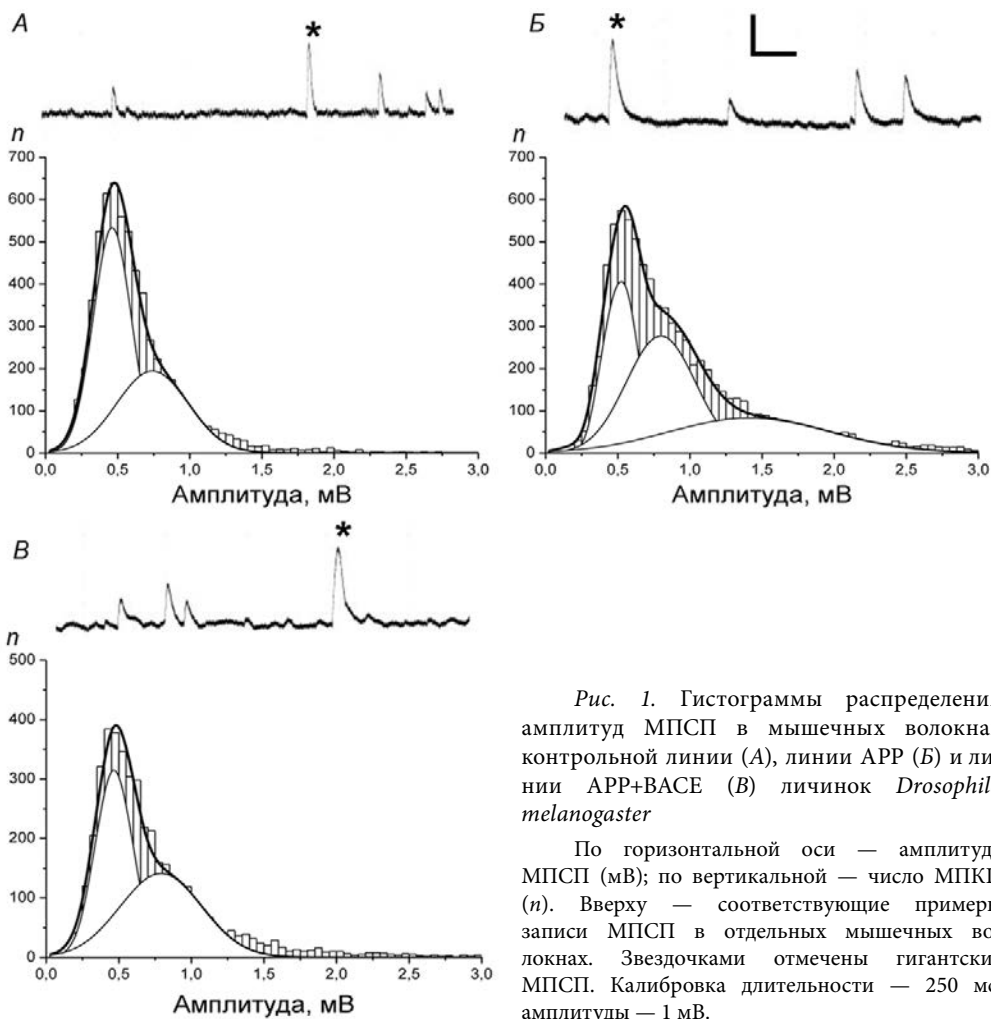 А
*
n
700
600
500
400
300
200
100
0
0,0 0,5 1,0 1,5 2,0 2,5 3,0
Амплитуда, мВ
Б
*
n
700
600
500
400
300
200
100
0
0,0 0,5 1,0 1,5 2,0 2,5 3,0
Амплитуда, мВ
В
*
n
500
400
300
200
100
0
0,0 0,5 1,0 1,5 2,0 2,5 3,0
Амплитуда, мВ
Рис. 1. Гистограммы распределени
амплитуд МПСП в мышечных волокна
контрольной линии (А), линии APP (Б) и ли
нии APP+BACE (В) личинок Drosophil
melanogaster
По горизонтальной оси — амплитуд
МПСП (мВ); по вертикальной — число МПКП
(n). Вверху — соответствующие пример
записи МПСП в отдельных мышечных во
локнах. Звездочками отмечены гигантски
МПСП. Калибровка длительности — 250 мс
амплитуды — 1 мВ.